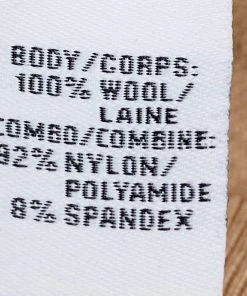 BODY/CORPS:
100% WOOL/
LAINE
COMBO/COMBINE:
92% NYLON/
POLYAMIDE
8% SPANDEX